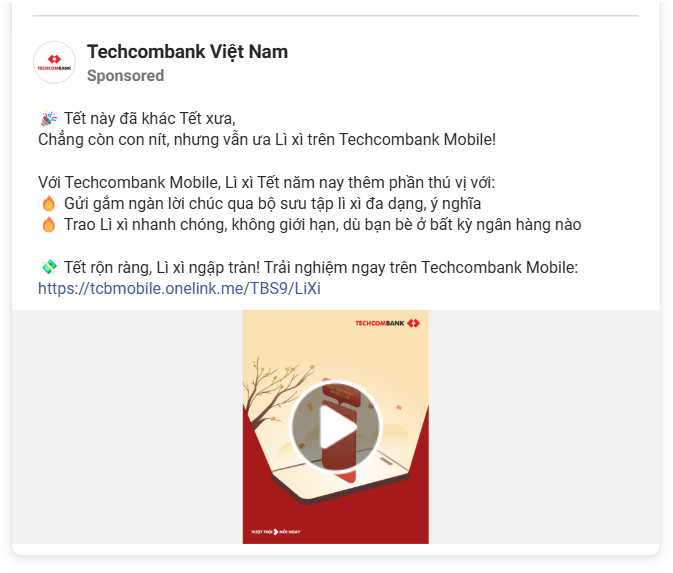 TECHCOMBANK
Techcombank Việt Nam
Sponsored
🎉 Tết này đã khác Tết xưa,
Chẳng còn con nít, nhưng vẫn ưa Lì xì trên Techcombank Mobile!
Với Techcombank Mobile, Lì xì Tết năm nay thêm phần thú vị với:
🔥 Gửi gắm ngàn lời chúc qua bộ sưu tập lì xì đa dạng, ý nghĩa
🔥 Trao Lì xì nhanh chóng, không giới hạn, dù bạn bè ở bất kỳ ngân hàng nào
💸 Tết rộn ràng, Lì xì ngập tràn! Trải nghiệm ngay trên Techcombank Mobile:
https://tcbmobile.onelink.me/TBS9/LiXi
TECHCOMBANK
VƯỢT TRỘI MỖI NGÀY